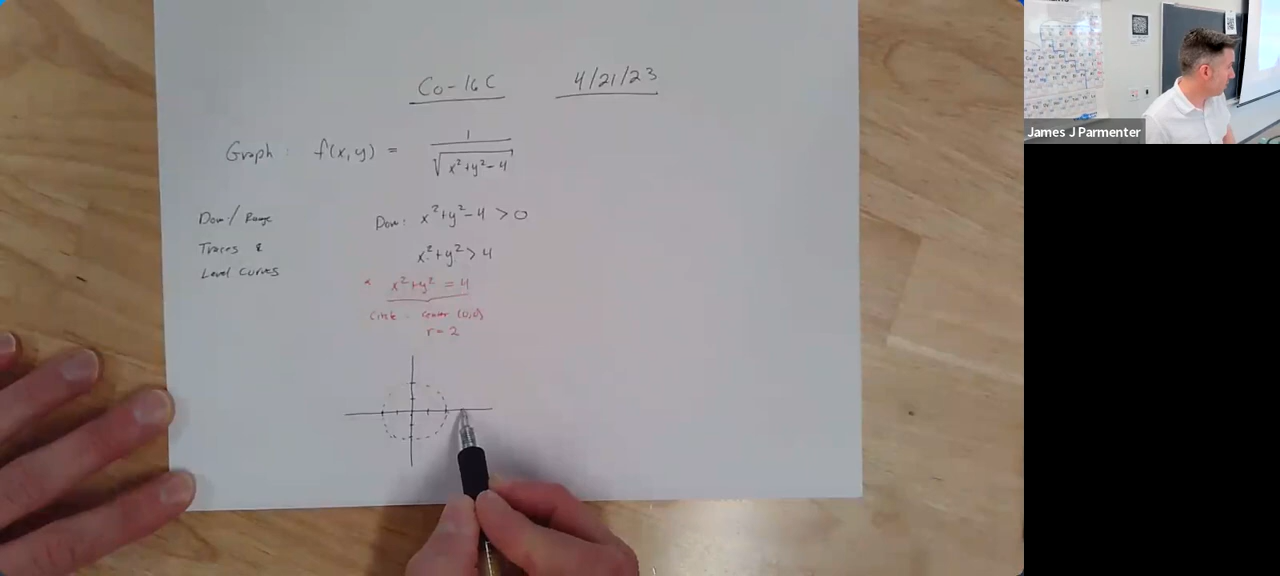 Co-16C 4/21/23
Graph: f(x,y) = 1/√(x²+y²-4)
Dom/Range
Traces &
Level Curves
Dom: x²+y²-4 > 0
x²+y² > 4
* x²+y² = 4
Circle - center (0,0)
r = 2
James J Parmenter